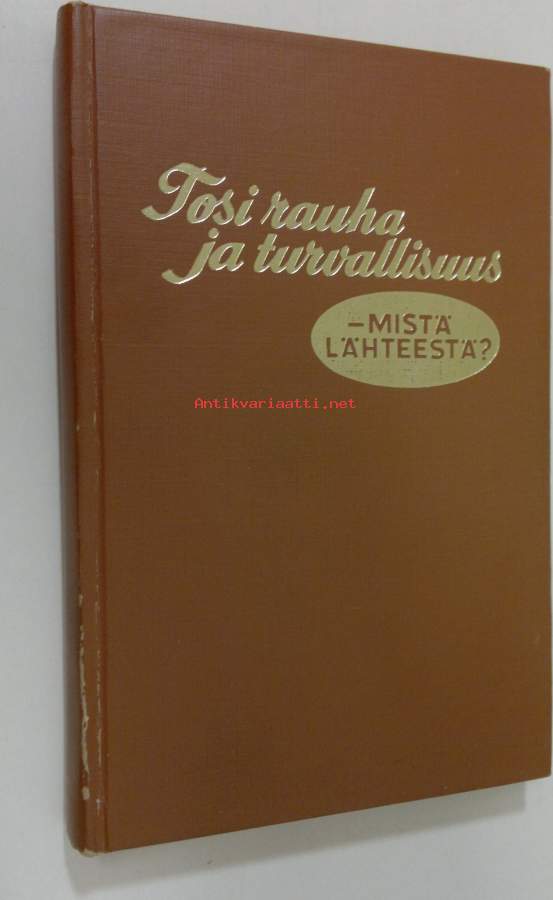 Tosi rauha
ja turvallisuus
–MISTÄ
LÄHTEESTÄ?
Antikvariaatti.net